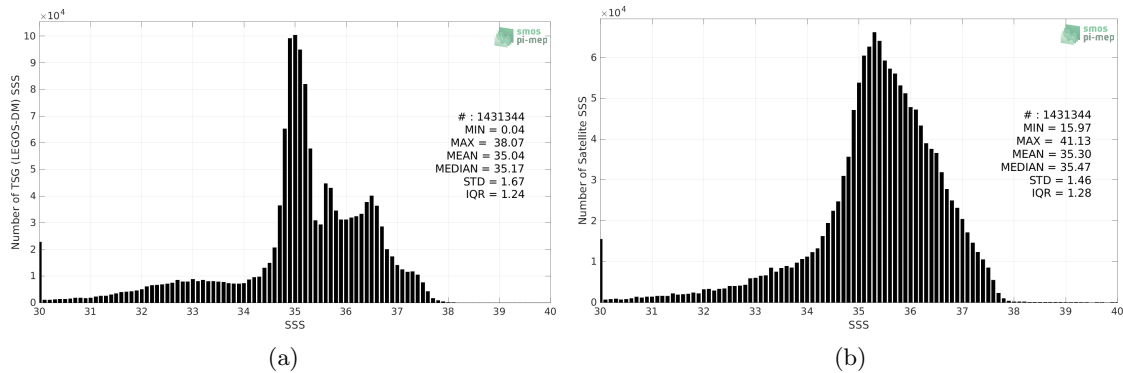 ×10⁴
10
9
8
7
6
5
4
3
2
1
0
Number of TSG (LEGOS-DM) SSS
smos
pi-mep
# : 1431344
MIN = 0.04
MAX = 38.07
MEAN = 35.04
MEDIAN = 35.17
STD = 1.67
IQR = 1.24
30 31 32 33 34 35 36 37 38 39 40
SSS
(a)
×10⁴
6
5
4
3
2
1
0
Number of Satellite SSS
smos
pi-mep
# : 1431344
MIN = 15.97
MAX = 41.13
MEAN = 35.30
MEDIAN = 35.47
STD = 1.46
IQR = 1.28
30 31 32 33 34 35 36 37 38 39 40
SSS
(b)